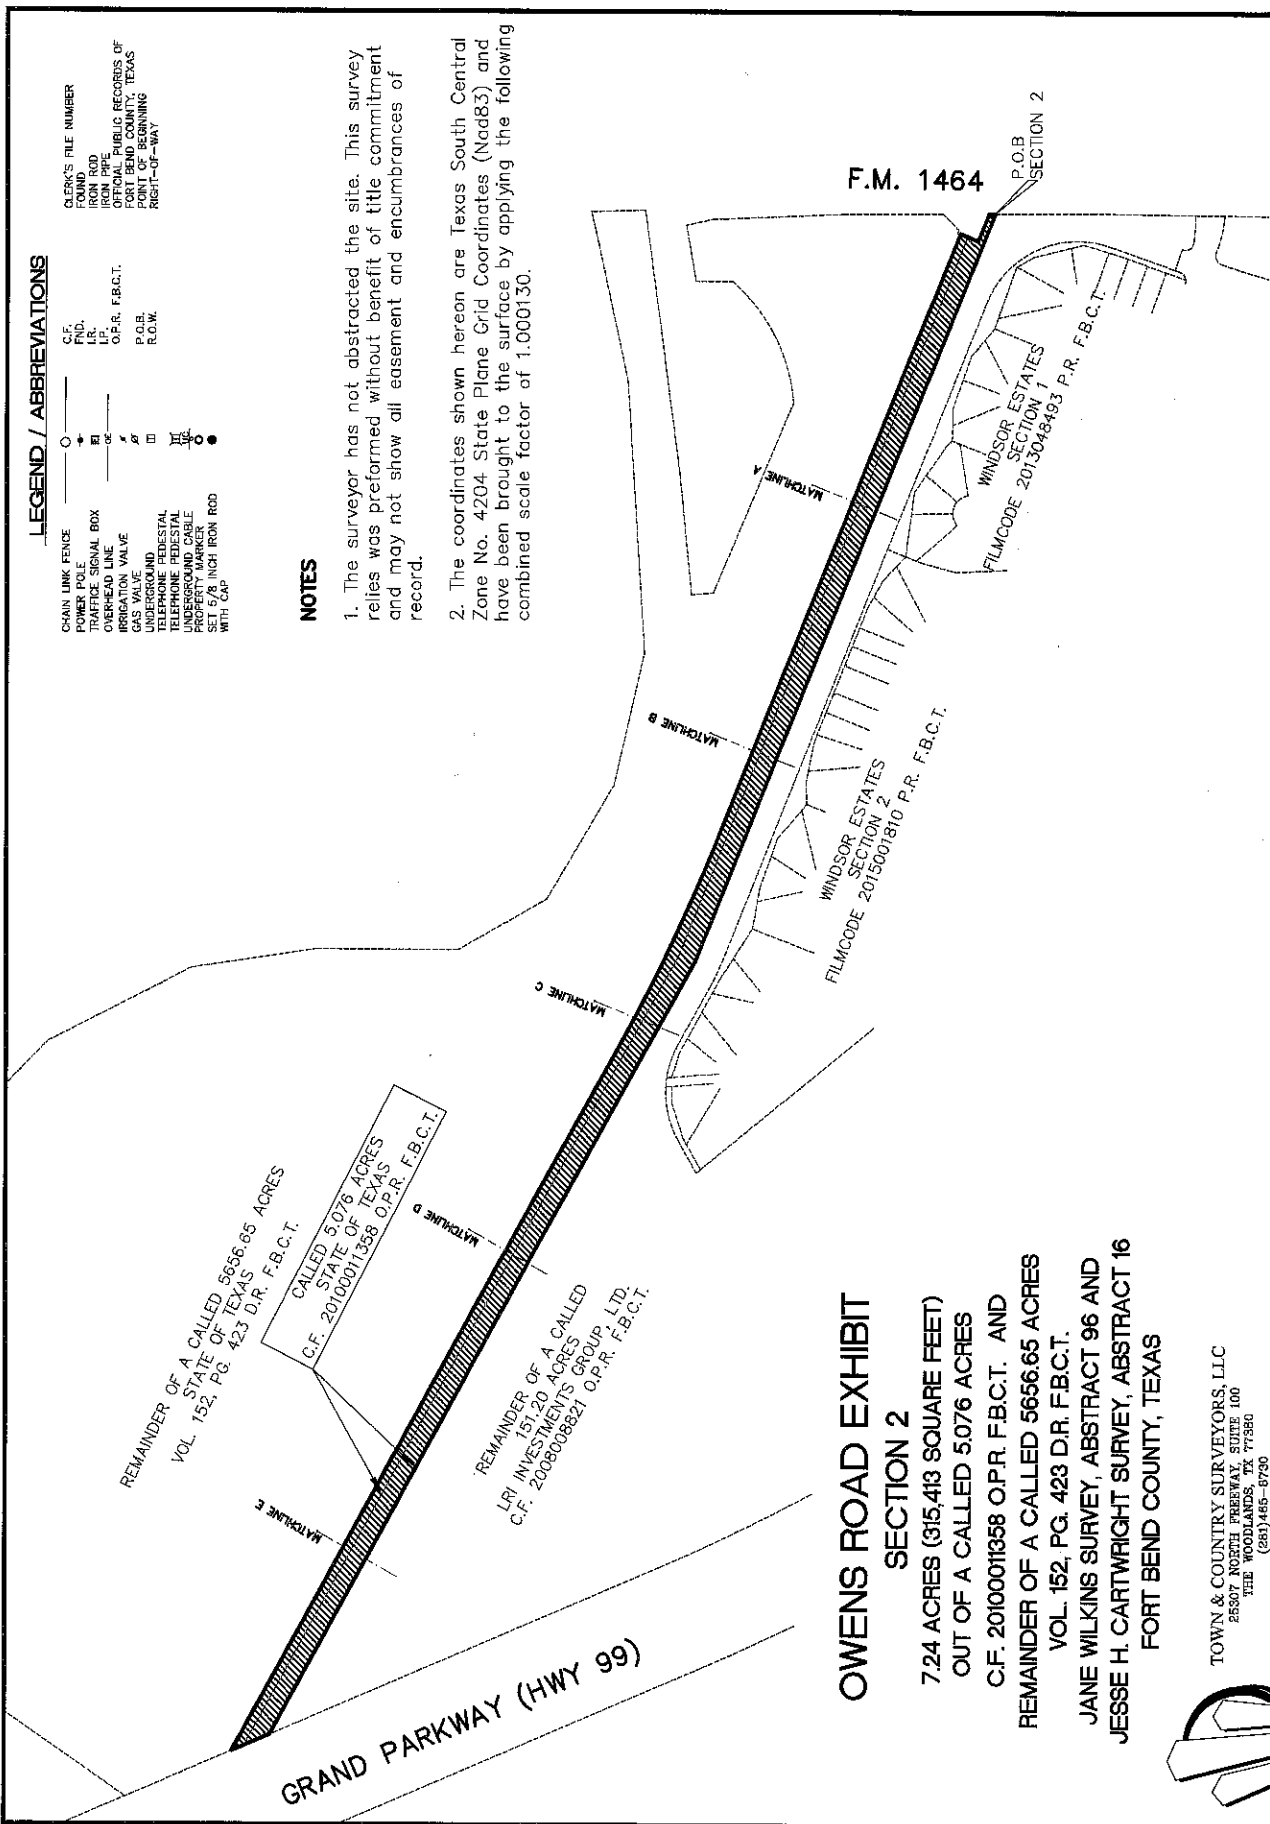 LEGEND / ABBREVIATIONS
CHAIN LINK FENCE
POWER POLE
TRAFFIC SIGNAL BOX
OVERHEAD LINE
IRRIGATION VALVE
GAS VALVE
UNDERGROUND
TELEPHONE PEDESTAL
TELEPHONE PEDESTAL
UNDERGROUND CABLE
PROPERTY MARKER
SET 5/8 INCH IRON ROD
WITH CAP
OE
UC
C.F.
FND.
I.R.
I.P.
O.P.R. F.B.C.T.
P.O.B.
R.O.W.
CLERK'S FILE NUMBER
FOUND
IRON ROD
IRON PIPE
OFFICIAL PUBLIC RECORDS OF
FORT BEND COUNTY, TEXAS
POINT OF BEGINNING
RIGHT-OF-WAY
NOTES
1. The surveyor has not abstracted the site. This survey
relies was preformed without benefit of title commitment
and may not show all easement and encumbrances of
record.
2. The coordinates shown hereon are Texas South Central
Zone No. 4204 State Plane Grid Coordinates (Nad83) and
have been brought to the surface by applying the following
combined scale factor of 1.000130.
F.M. 1464
P.O.B
SECTION 2
MATCHLINE A
MATCHLINE B
MATCHLINE C
MATCHLINE D
MATCHLINE E
WINDSOR ESTATES
SECTION 1
FILMCODE 2013048493 P.R. F.B.C.T.
WINDSOR ESTATES
SECTION 2
FILMCODE 2015001810 P.R. F.B.C.T.
REMAINDER OF A CALLED 5656.65 ACRES
STATE OF TEXAS
VOL. 152, PG. 423 D.R. F.B.C.T.
CALLED 5.076 ACRES
STATE OF TEXAS
C.F. 20100011358 O.P.R. F.B.C.T.
REMAINDER OF A CALLED
151.20 ACRES
LRI INVESTMENTS GROUP, LTD.
C.F. 2008008821 O.P.R. F.B.C.T.
GRAND PARKWAY (HWY 99)
OWENS ROAD EXHIBIT
SECTION 2
7.24 ACRES (315,413 SQUARE FEET)
OUT OF A CALLED 5.076 ACRES
C.F. 20100011358 O.P.R. F.B.C.T. AND
REMAINDER OF A CALLED 5656.65 ACRES
VOL. 152, PG. 423 D.R. F.B.C.T.
JANE WILKINS SURVEY, ABSTRACT 96 AND
JESSE H. CARTWRIGHT SURVEY, ABSTRACT 16
FORT BEND COUNTY, TEXAS
TOWN & COUNTRY SURVEYORS, LLC
25307 NORTH FREEWAY, SUITE 100
THE WOODLANDS, TX 77380
(281)465-8730